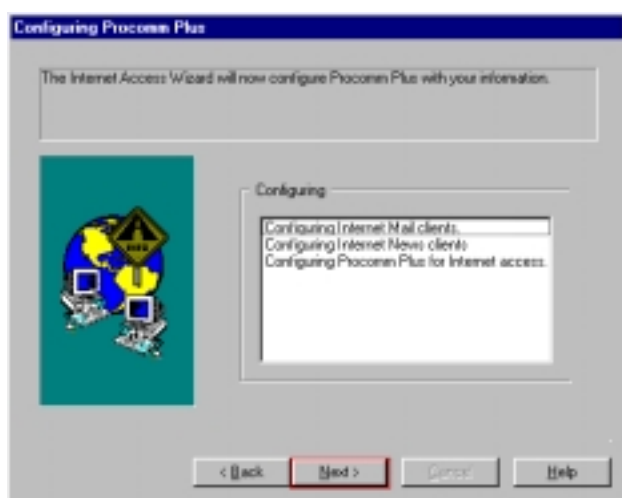 Configuring Procomm Plus
The Internet Access Wizard will now configure Procomm Plus with your information.
Configuring
Configuring Internet Mail clients.
Configuring Internet News clients
Configuring Procomm Plus for Internet access.
< Back
Next >
Cancel
Help